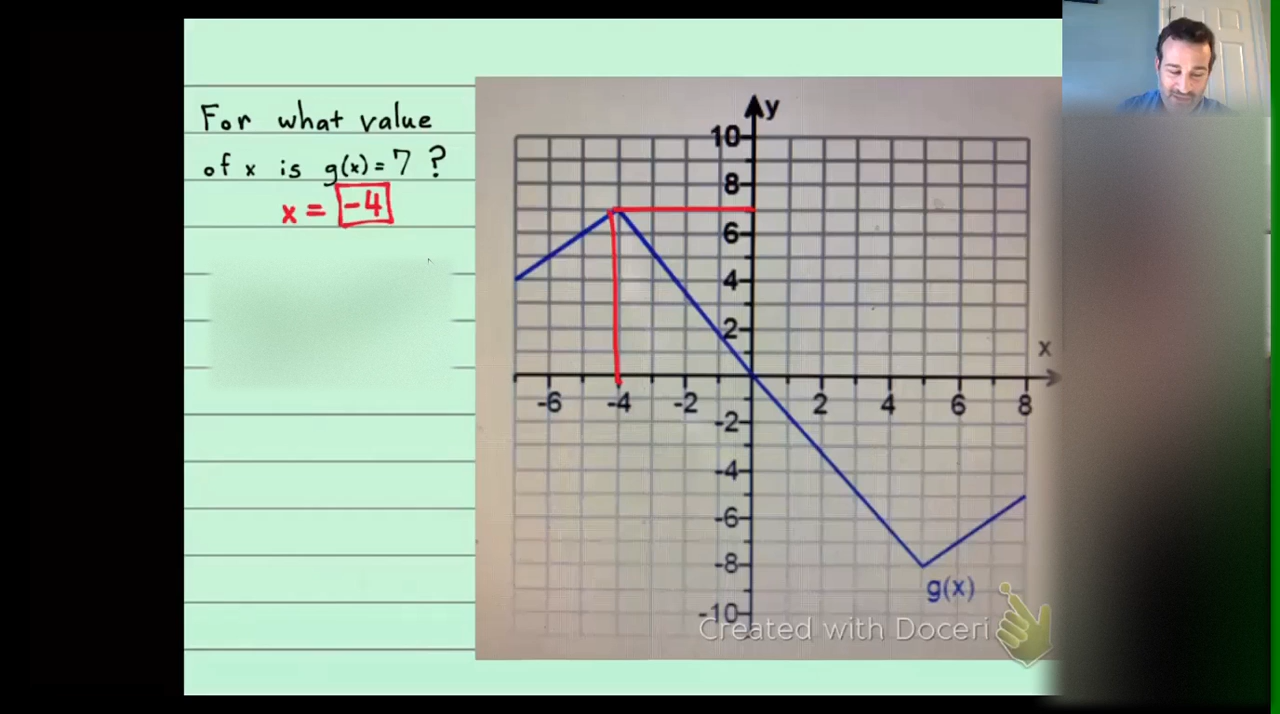 For what value
of x is g(x) = 7 ?
x = -4
y
10
8
6
4
2
x
-6 -4 -2 2 4 6 8
-2
-4
-6
-8
g(x)
-10
Created with Doceri